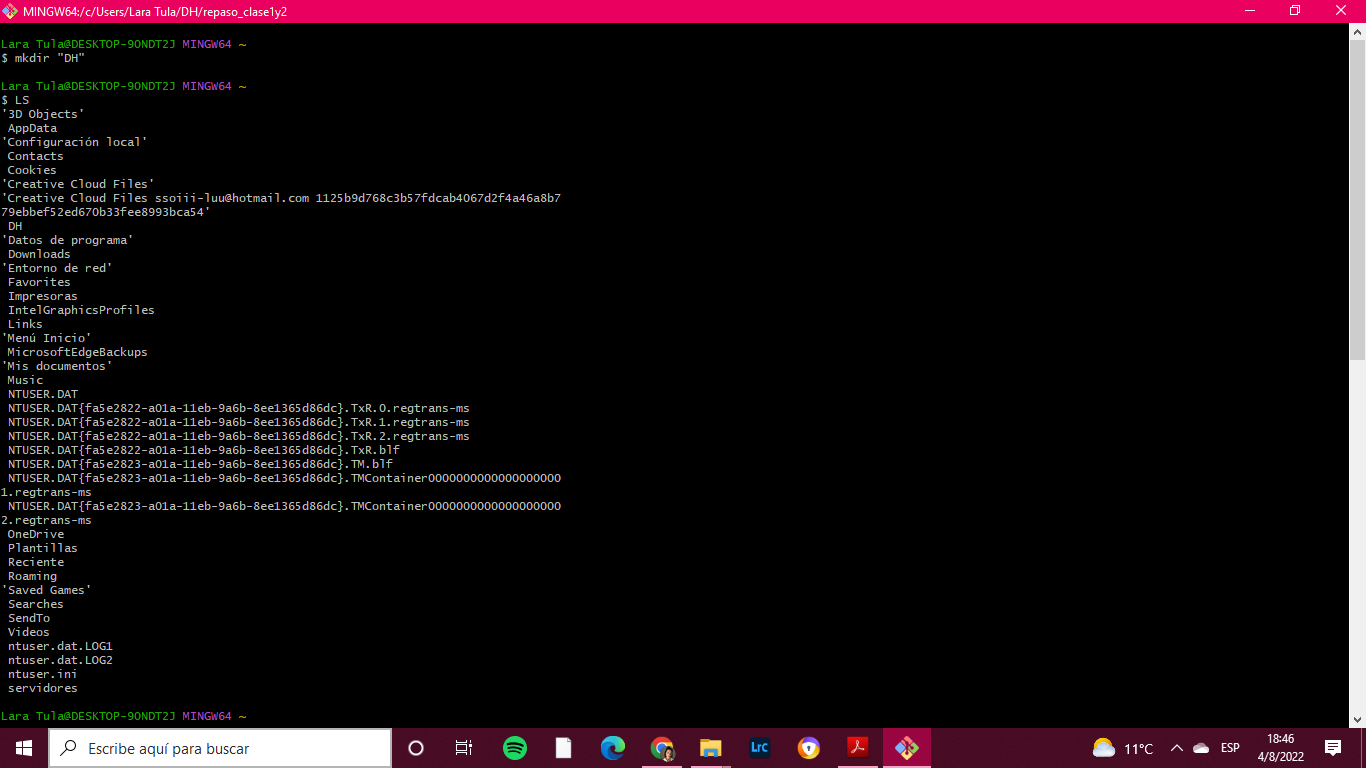 MINGW64:/c/Users/Lara Tula/DH/repaso_clase1y2
Lara Tula@DESKTOP-9ONDT2J MINGW64 ~
$ mkdir "DH"
Lara Tula@DESKTOP-9ONDT2J MINGW64 ~
$ LS
'3D Objects'
AppData
'Configuración local'
Contacts
Cookies
'Creative Cloud Files'
'Creative Cloud Files ssoiii-luu@hotmail.com 1125b9d768c3b57fdcab4067d2f4a46a8b7
79ebbef52ed670b33fee8993bca54'
DH
'Datos de programa'
Downloads
'Entorno de red'
Favorites
Impresoras
IntelGraphicsProfiles
Links
'Menú Inicio'
MicrosoftEdgeBackups
'Mis documentos'
Music
NTUSER.DAT
NTUSER.DAT{fa5e2822-a01a-11eb-9a6b-8ee1365d86dc}.TxR.0.regtrans-ms
NTUSER.DAT{fa5e2822-a01a-11eb-9a6b-8ee1365d86dc}.TxR.1.regtrans-ms
NTUSER.DAT{fa5e2822-a01a-11eb-9a6b-8ee1365d86dc}.TxR.2.regtrans-ms
NTUSER.DAT{fa5e2822-a01a-11eb-9a6b-8ee1365d86dc}.TxR.blf
NTUSER.DAT{fa5e2823-a01a-11eb-9a6b-8ee1365d86dc}.TM.blf
NTUSER.DAT{fa5e2823-a01a-11eb-9a6b-8ee1365d86dc}.TMContainer0000000000000000000
1.regtrans-ms
NTUSER.DAT{fa5e2823-a01a-11eb-9a6b-8ee1365d86dc}.TMContainer0000000000000000000
2.regtrans-ms
OneDrive
Plantillas
Reciente
Roaming
'Saved Games'
Searches
SendTo
Videos
ntuser.dat.LOG1
ntuser.dat.LOG2
ntuser.ini
servidores
Lara Tula@DESKTOP-9ONDT2J MINGW64 ~
Escribe aquí para buscar
LrC
11°C
ESP
18:46
4/8/2022